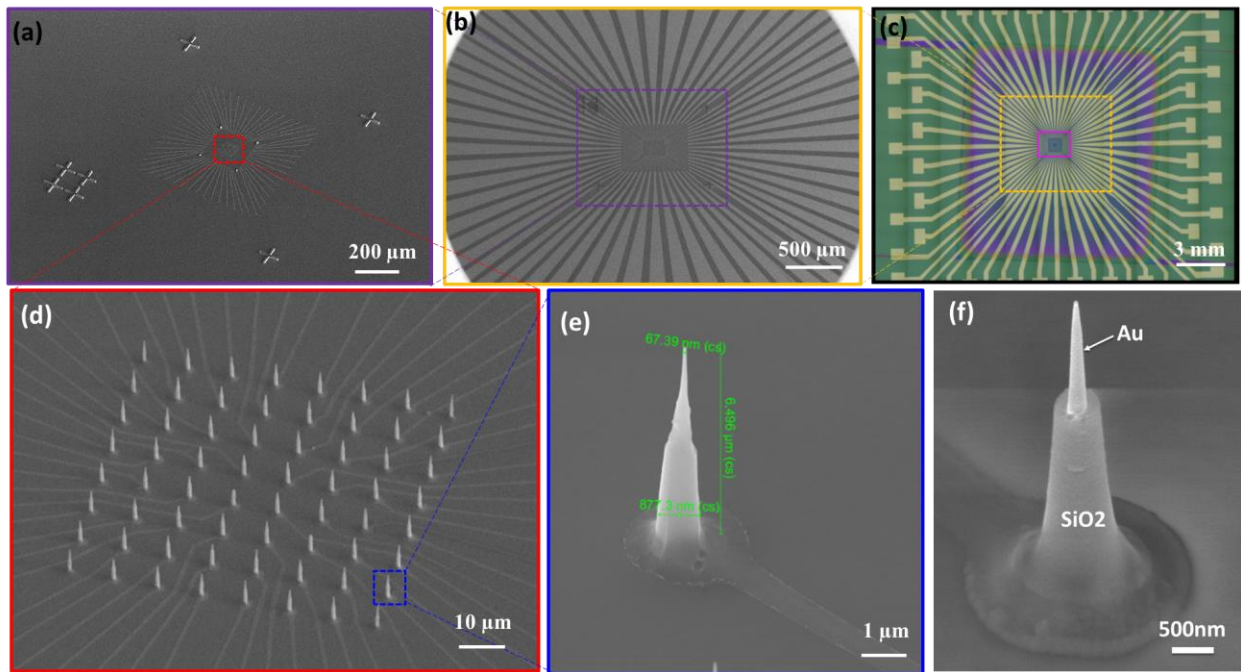 (a)
200 µm
(b)
500 µm
(c)
3 mm
(d)
10 µm
(e)
67.39 nm (cs)
6.496 µm (cs)
877.3 nm (cs)
1 µm
(f)
Au
SiO2
500nm